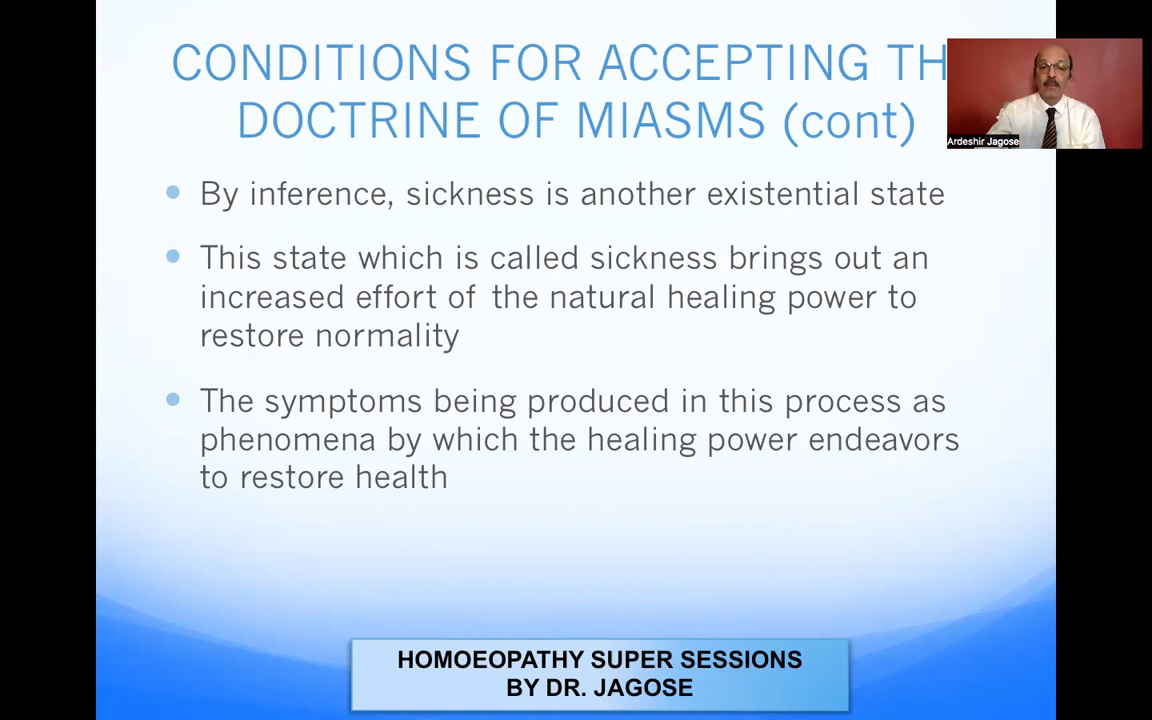 CONDITIONS FOR ACCEPTING TH
DOCTRINE OF MIASMS (cont)
Ardeshir Jagose
By inference, sickness is another existential state
This state which is called sickness brings out an
increased effort of the natural healing power to
restore normality
The symptoms being produced in this process as
phenomena by which the healing power endeavors
to restore health
HOMOEOPATHY SUPER SESSIONS
BY DR. JAGOSE